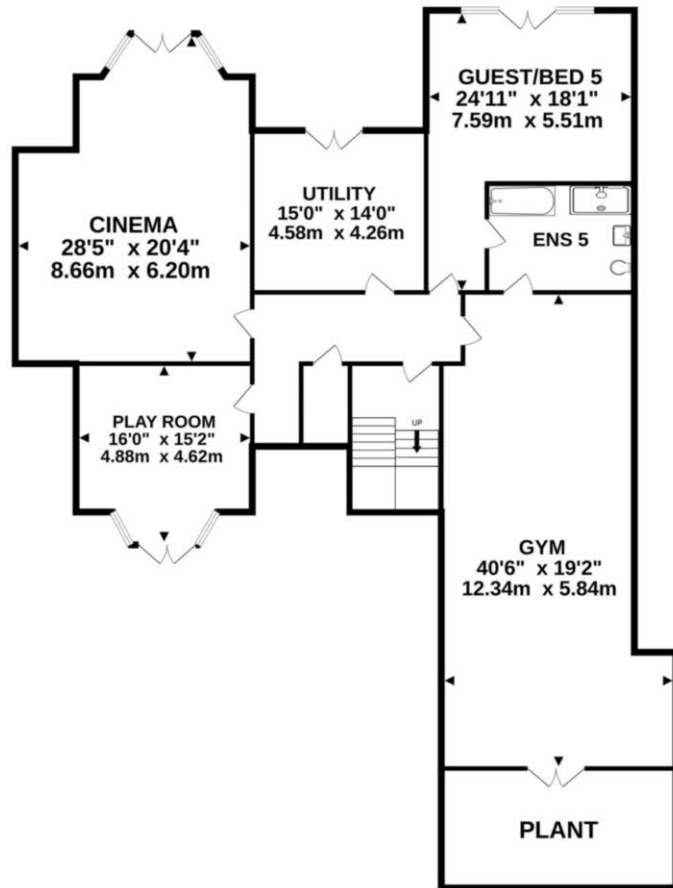 GUEST/BED 5
24'11" x 18'1"
7.59m x 5.51m
UTILITY
15'0" x 14'0"
4.58m x 4.26m
CINEMA
28'5" x 20'4"
8.66m x 6.20m
ENS 5
PLAY ROOM
16'0" x 15'2"
4.88m x 4.62m
UP
GYM
40'6" x 19'2"
12.34m x 5.84m
PLANT